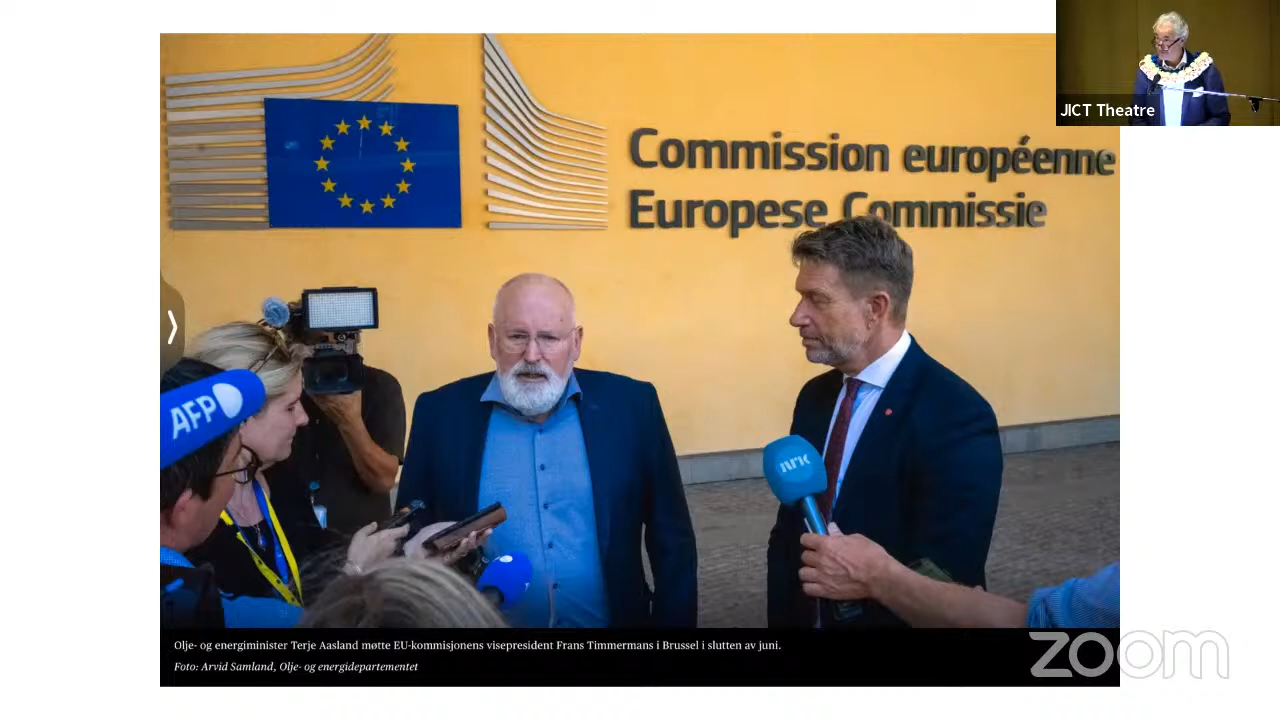 JICT Theatre
Commission européenne
Europese Commissie
AFP
nrk
Olje- og energiminister Terje Aasland møtte EU-kommisjonens visepresident Frans Timmermans i Brussel i slutten av juni.
Foto: Arvid Samland, Olje- og energidepartementet
zoom